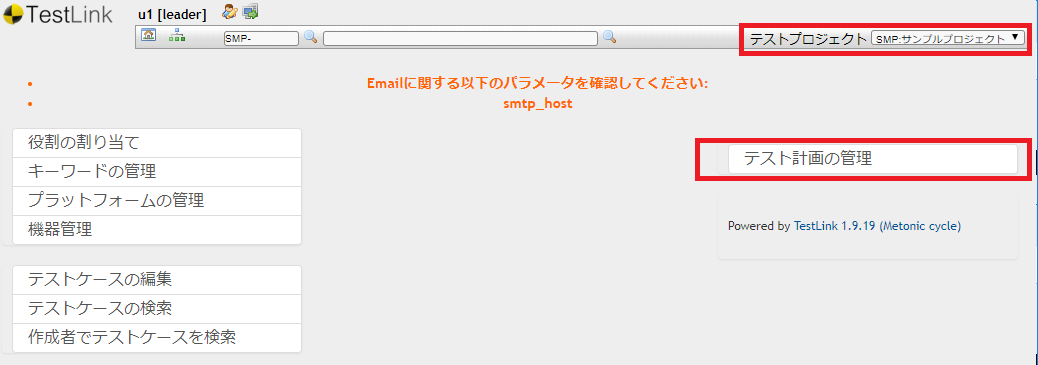 TestLink
u1 [leader]
SMP-
テストプロジェクト SMP:サンプルプロジェクト
Emailに関する以下のパラメータを確認してください:
smtp_host
役割の割り当て
キーワードの管理
プラットフォームの管理
機器管理
テスト計画の管理
Powered by TestLink 1.9.19 (Metonic cycle)
テストケースの編集
テストケースの検索
作成者でテストケースを検索